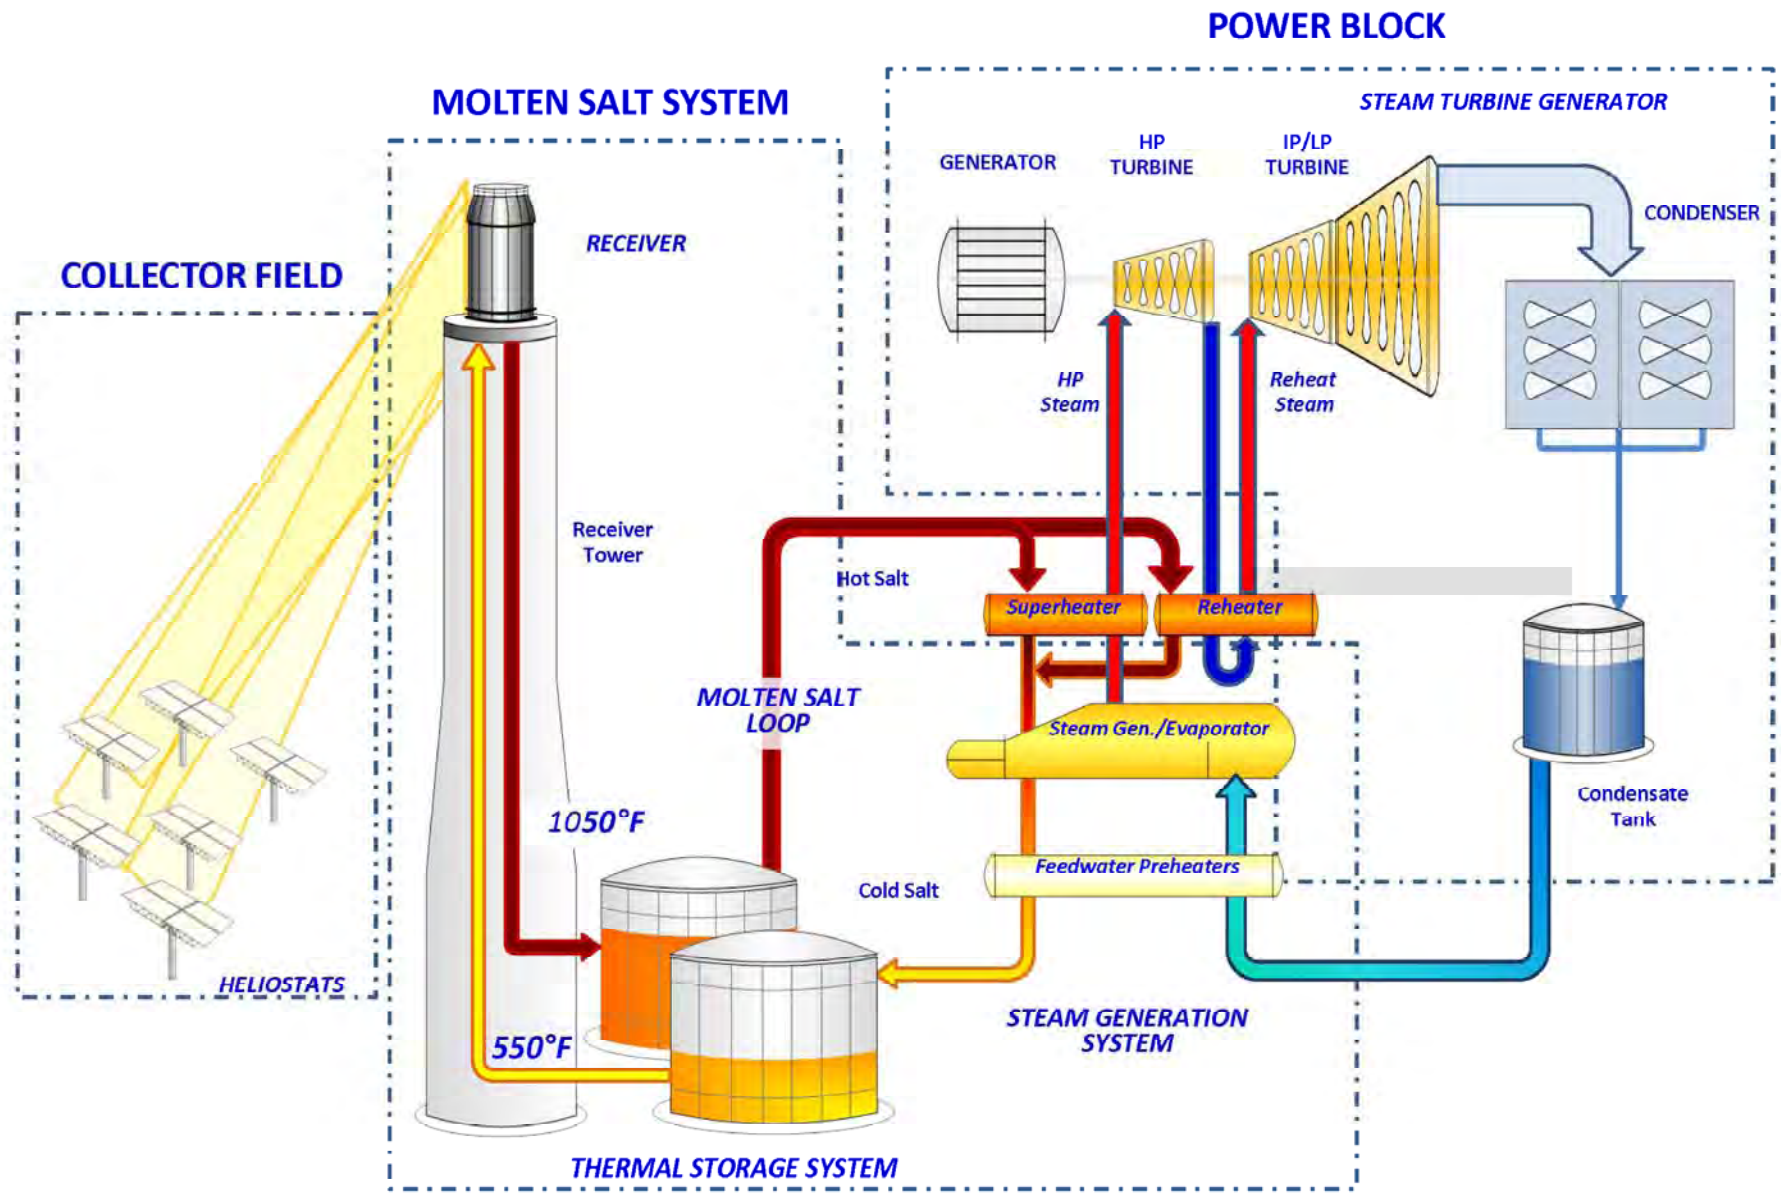 POWER BLOCK
MOLTEN SALT SYSTEM
STEAM TURBINE GENERATOR
GENERATOR
HP
TURBINE
IP/LP
TURBINE
CONDENSER
RECEIVER
COLLECTOR FIELD
HP
Steam
Reheat
Steam
Receiver
Tower
Hot Salt
Superheater
Reheater
MOLTEN SALT
LOOP
Steam Gen./Evaporator
Condensate
Tank
1050°F
Feedwater Preheaters
Cold Salt
HELIOSTATS
STEAM GENERATION
SYSTEM
550°F
THERMAL STORAGE SYSTEM